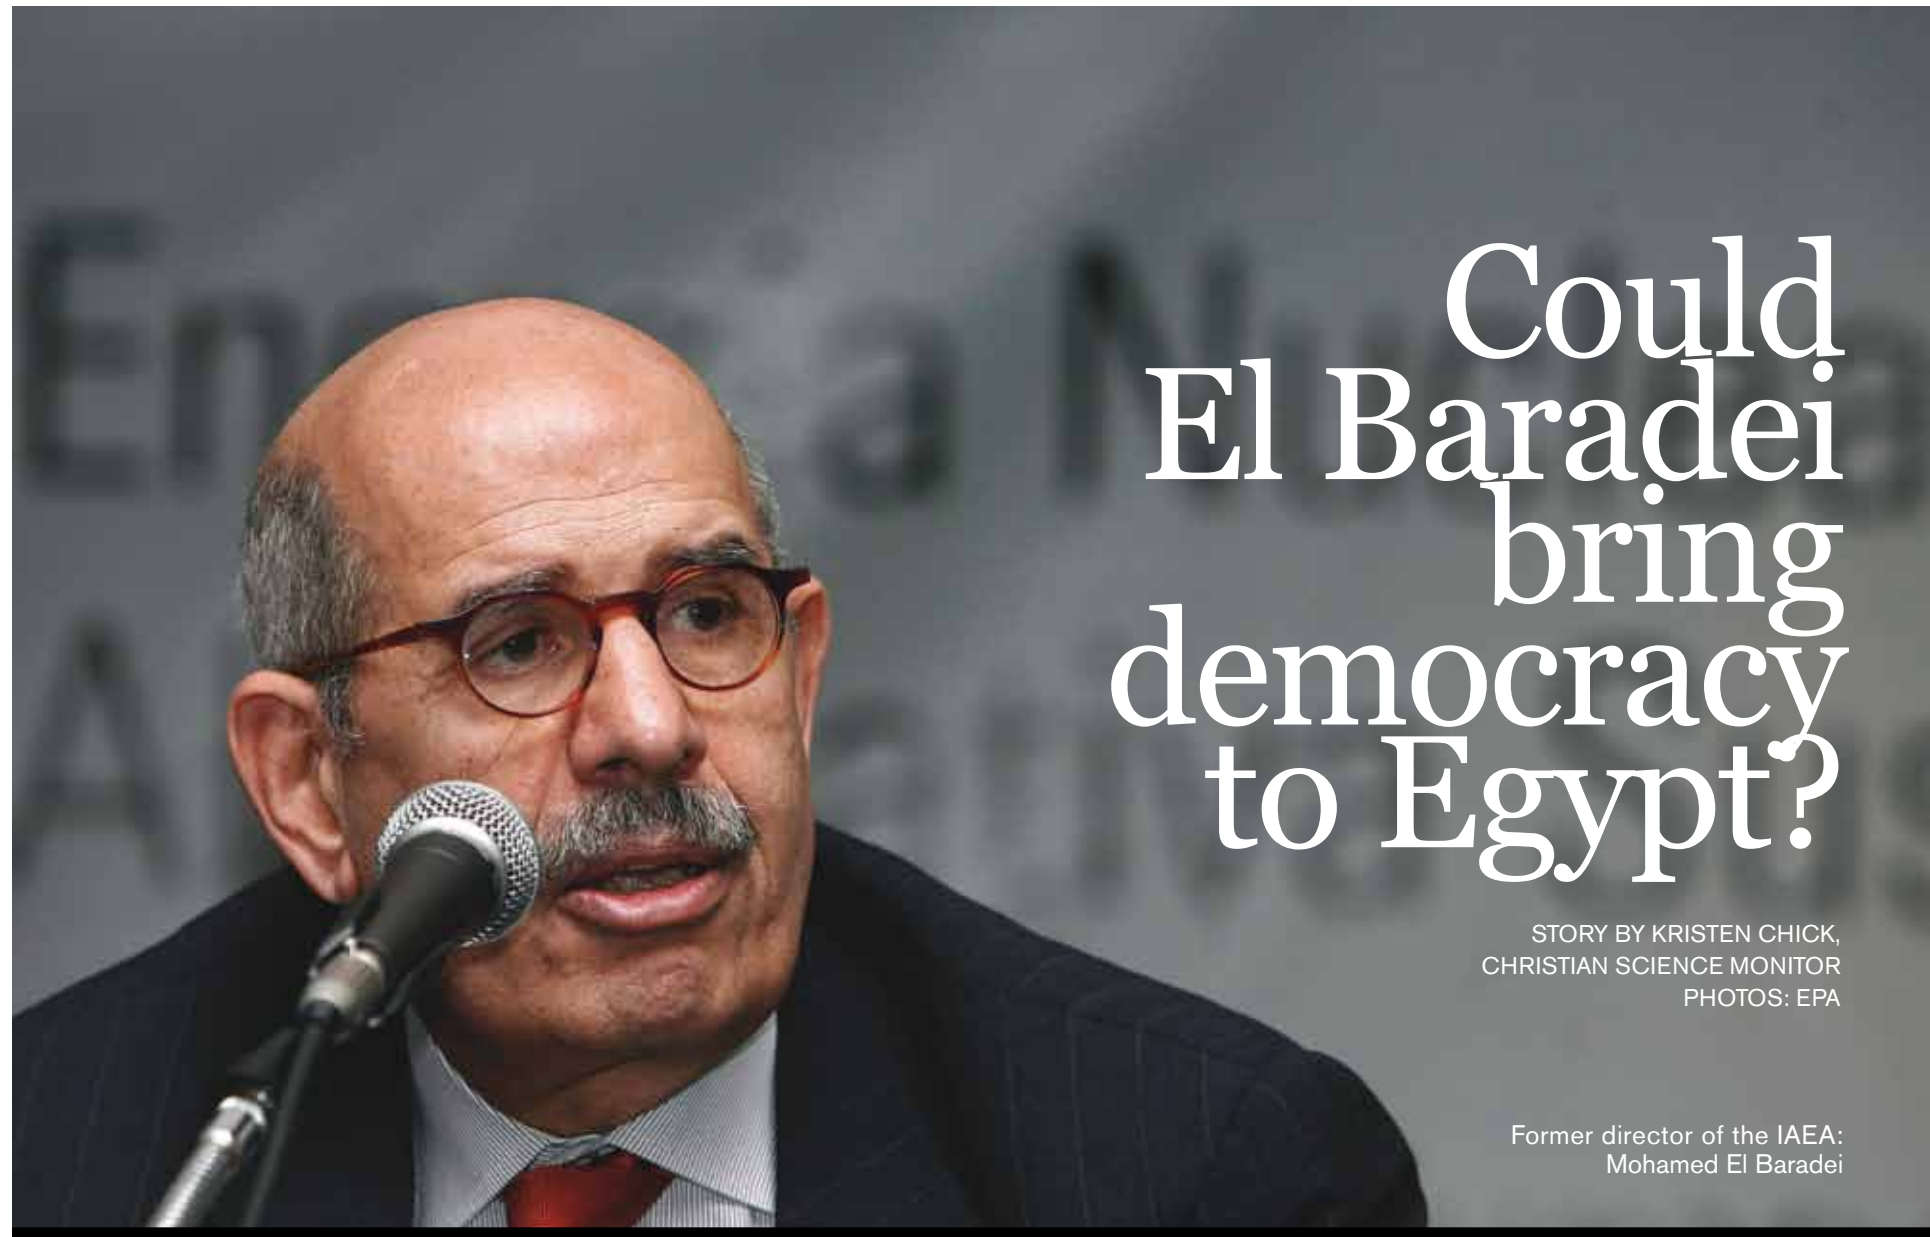 Could
El Baradei
bring
democracy
to Egypt?
STORY BY KRISTEN CHICK,
CHRISTIAN SCIENCE MONITOR
PHOTOS: EPA
Former director of the IAEA:
Mohamed El Baradei